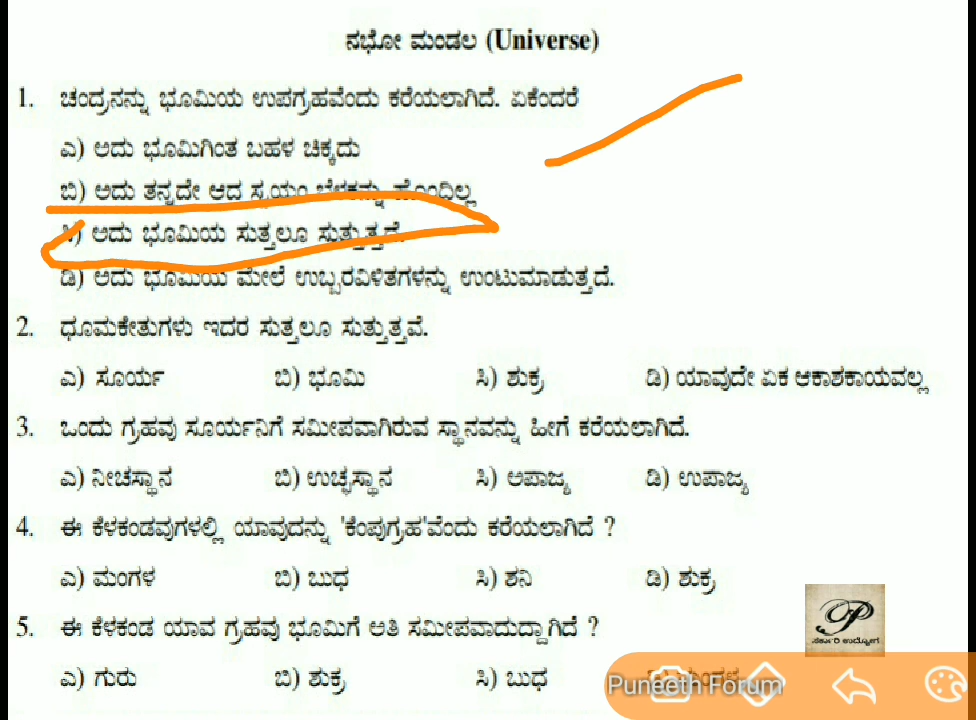 ನಭೋ ಮಂಡಲ (Universe)
1. ಚಂದ್ರನನ್ನು ಭೂಮಿಯ ಉಪಗ್ರಹವೆಂದು ಕರೆಯಲಾಗಿದೆ. ಏಕೆಂದರೆ
ಎ) ಅದು ಭೂಮಿಗಿಂತ ಬಹಳ ಚಿಕ್ಕದು
ಬಿ) ಅದು ತನ್ನದೇ ಆದ ಸ್ವಯಂ ಬೆಳಕನ್ನು ಹೊಂದಿಲ್ಲ
ಸಿ) ಅದು ಭೂಮಿಯ ಸುತ್ತಲೂ ಸುತ್ತುತ್ತದೆ.
ಡಿ) ಅದು ಭೂಮಿಯ ಮೇಲೆ ಉಬ್ಬರವಿಳಿತಗಳನ್ನು ಉಂಟುಮಾಡುತ್ತದೆ.
2. ಧೂಮಕೇತುಗಳು ಇದರ ಸುತ್ತಲೂ ಸುತ್ತುತ್ತವೆ.
ಎ) ಸೂರ್ಯ ಬಿ) ಭೂಮಿ ಸಿ) ಶುಕ್ರ ಡಿ) ಯಾವುದೇ ಏಕ ಆಕಾಶಕಾಯವಲ್ಲ
3. ಒಂದು ಗ್ರಹವು ಸೂರ್ಯನಿಗೆ ಸಮೀಪವಾಗಿರುವ ಸ್ಥಾನವನ್ನು ಹೀಗೆ ಕರೆಯಲಾಗಿದೆ.
ಎ) ನೀಚಸ್ಥಾನ ಬಿ) ಉಚ್ಛಸ್ಥಾನ ಸಿ) ಅಪಾಜ್ಯ ಡಿ) ಉಪಾಜ್ಯ
4. ಈ ಕೆಳಕಂಡವುಗಳಲ್ಲಿ ಯಾವುದನ್ನು 'ಕೆಂಪುಗ್ರಹ'ವೆಂದು ಕರೆಯಲಾಗಿದೆ ?
ಎ) ಮಂಗಳ ಬಿ) ಬುಧ ಸಿ) ಶನಿ ಡಿ) ಶುಕ್ರ
5. ಈ ಕೆಳಕಂಡ ಯಾವ ಗ್ರಹವು ಭೂಮಿಗೆ ಅತಿ ಸಮೀಪವಾದುದ್ದಾಗಿದೆ ?
ಸರ್ಕಾರಿ ಉದ್ಯೋಗ
ಎ) ಗುರು ಬಿ) ಶುಕ್ರ ಸಿ) ಬುಧ
Puneeth Forum